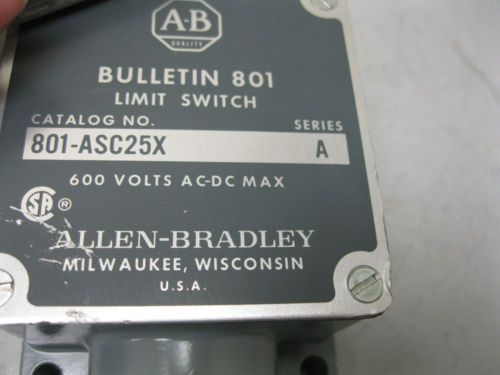 A-B
QUALITY
BULLETIN 801
LIMIT SWITCH
CATALOG NO. SERIES
801-ASC25X A
600 VOLTS AC-DC MAX
SA ®
ALLEN-BRADLEY
MILWAUKEE, WISCONSIN
U.S.A.